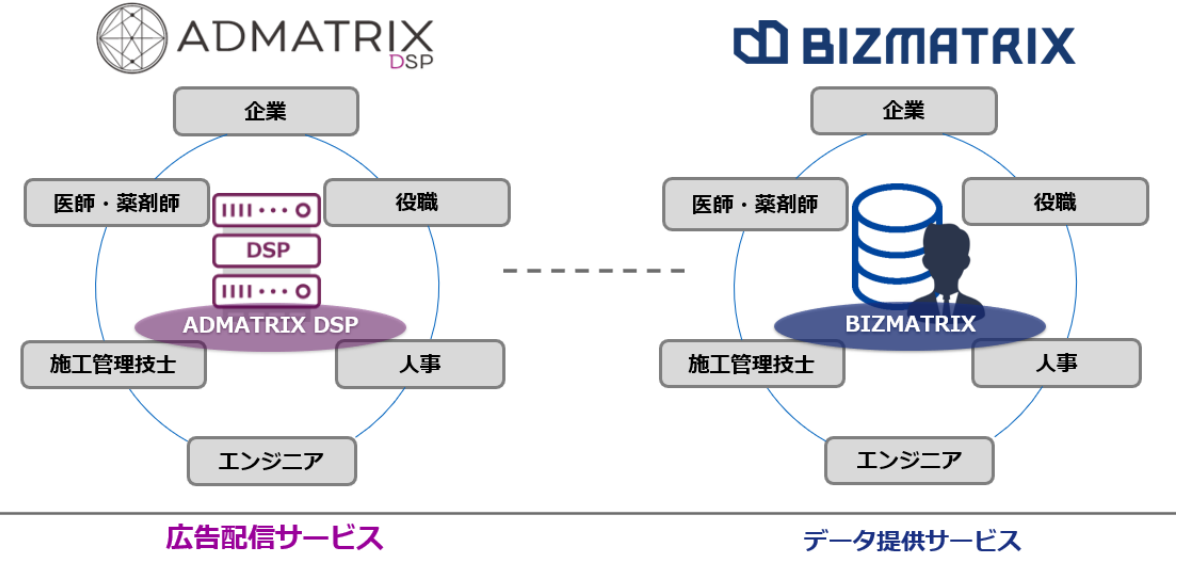 ADMATRIX
DSP
企業
医師・薬剤師
役職
DSP
ADMATRIX DSP
施工管理技士
人事
エンジニア
広告配信サービス
BIZMATRIX
企業
医師・薬剤師
役職
BIZMATRIX
施工管理技士
人事
エンジニア
データ提供サービス